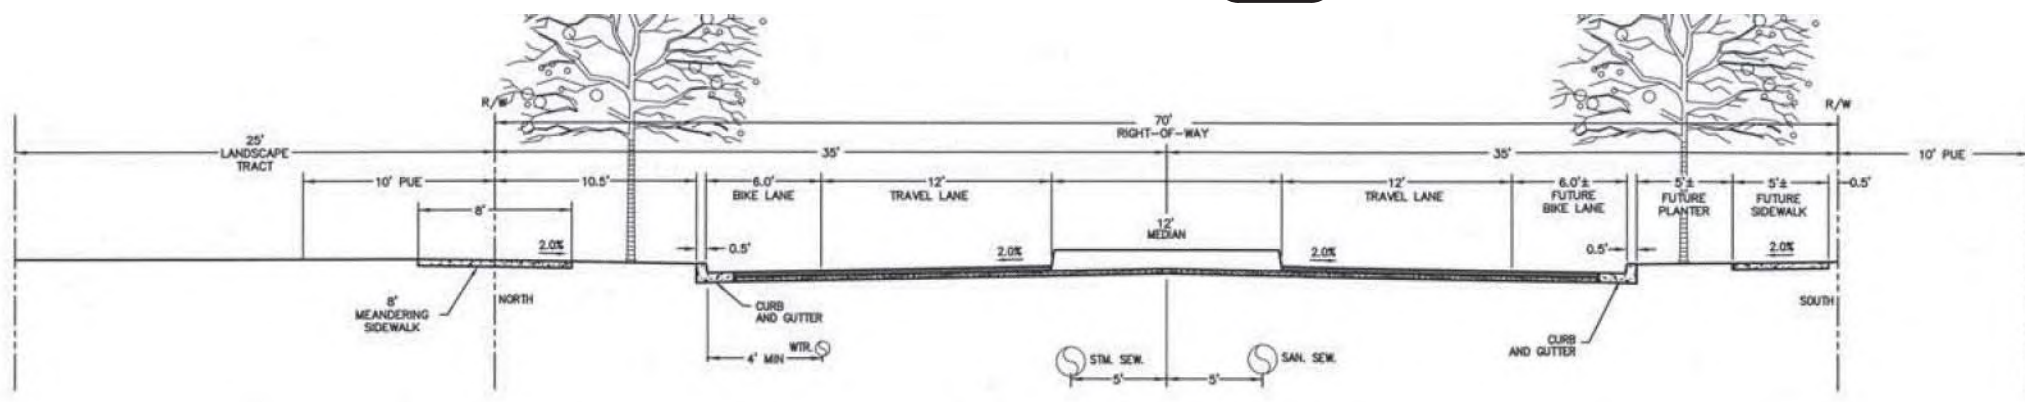 R/W
R/W
70'
RIGHT-OF-WAY
25'
LANDSCAPE
TRACT
35'
35'
10' PUE
10' PUE
10.5'
6.0'
BIKE LANE
12'
TRAVEL LANE
12'
TRAVEL LANE
6.0'±
FUTURE
BIKE LANE
5'±
FUTURE
PLANTER
5'±
FUTURE
SIDEWALK
0.5'
8'
12'
MEDIAN
2.0%
0.5'
2.0%
2.0%
0.5'
2.0%
8'
MEANDERING
SIDEWALK
NORTH
CURB
AND GUTTER
SOUTH
4' MIN
WTR.
STM. SEW.
SAN. SEW.
CURB
AND GUTTER
5'
5'